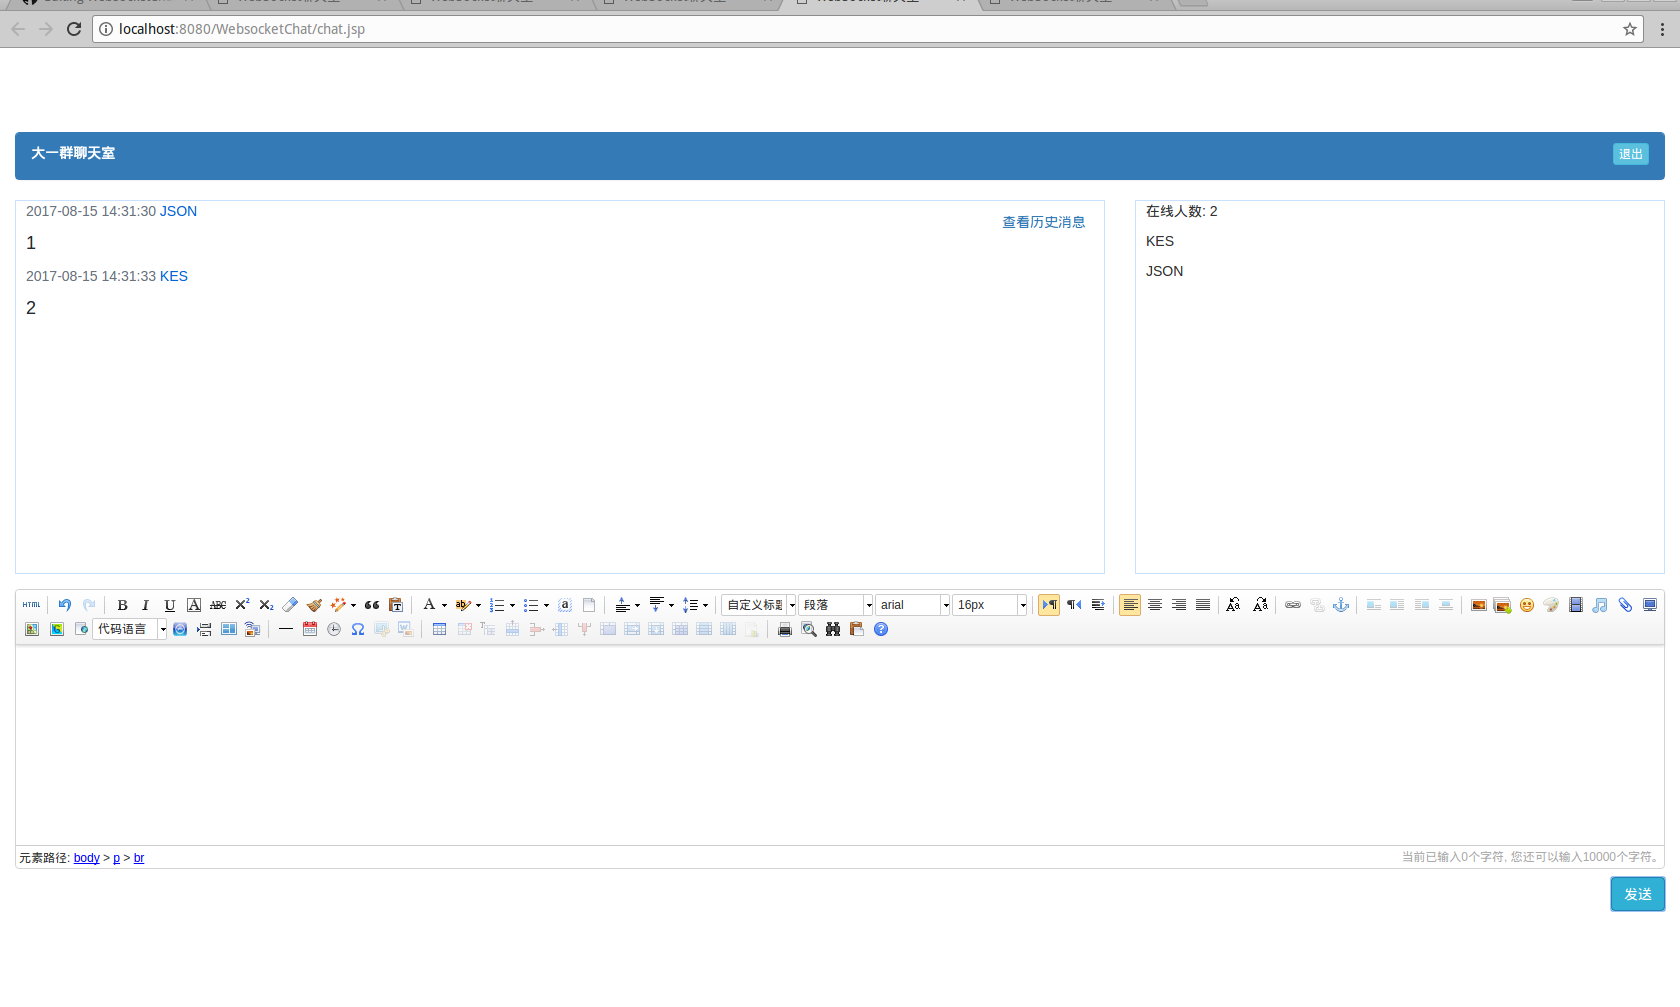 localhost:8080/WebsocketChat/chat.jsp
大一群聊天室
退出
2017-08-15 14:31:30 JSON
查看历史消息
1
2017-08-15 14:31:33 KES
2
在线人数: 2
KES
JSON
HTML B I U A ABC X² X₂ A ab a 自定义标题 段落 arial 16px
代码语言
元素路径: body > p > br
当前已输入0个字符, 您还可以输入10000个字符。
发送